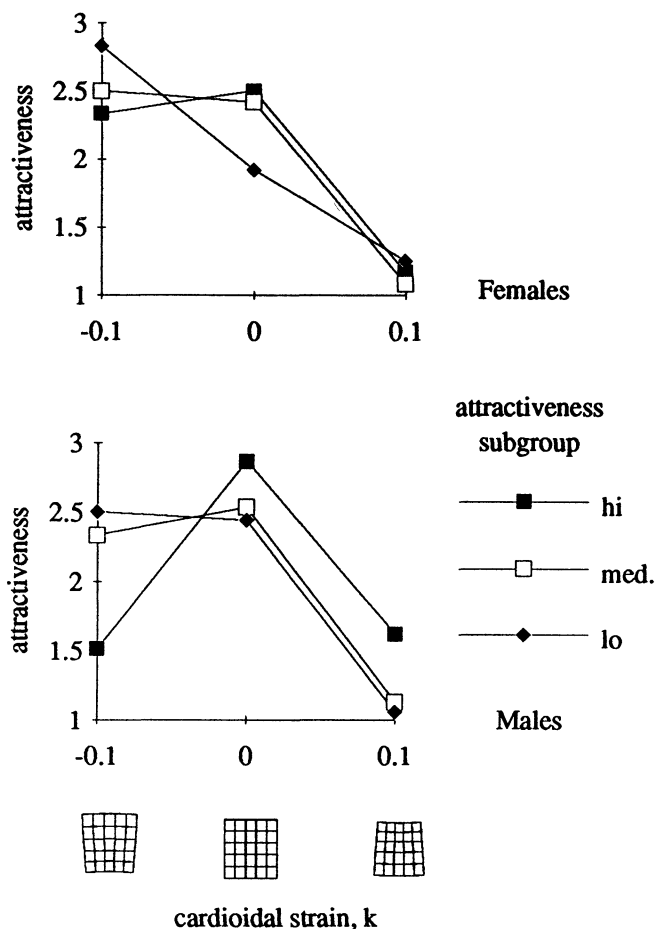 3
2.5
2
1.5
1
attractiveness
-0.1 0 0.1
Females
attractiveness
subgroup
hi
med.
lo
3
2.5
2
1.5
1
attractiveness
-0.1 0 0.1
Males
cardioidal strain, k